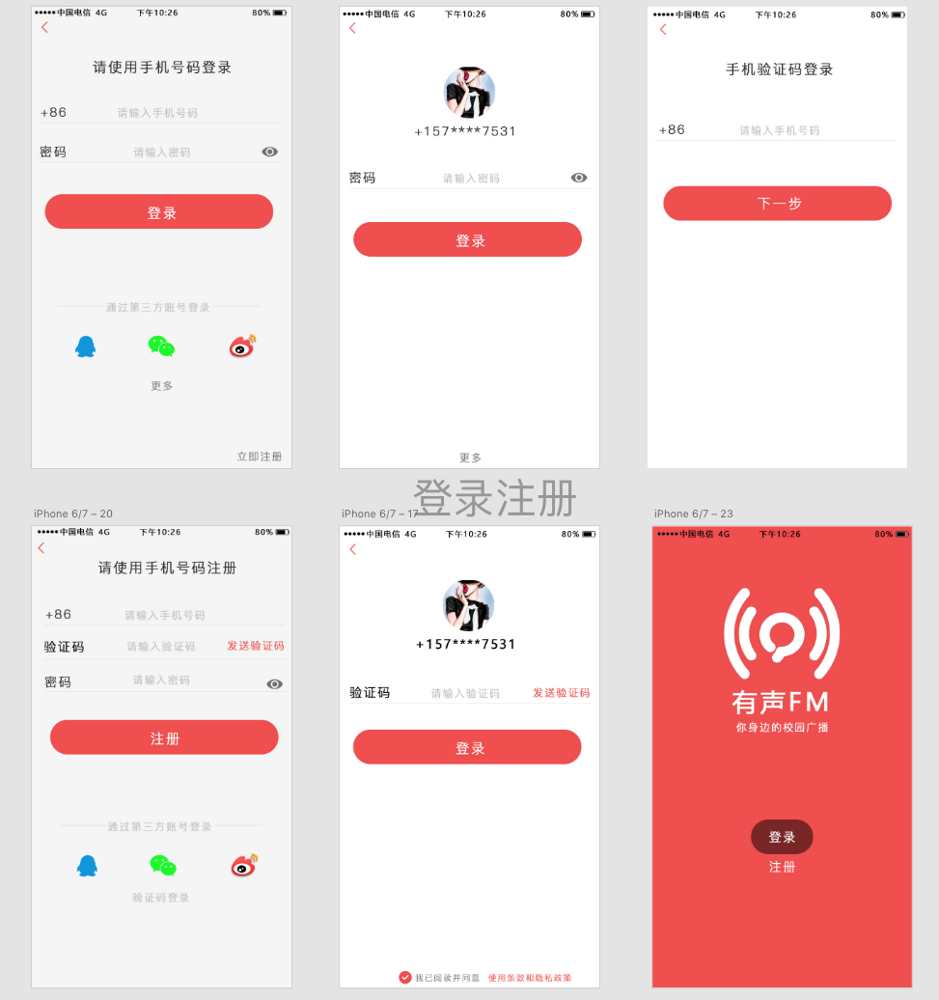 中国电信 4G 下午10:26 80%
请使用手机号码登录
+86 请输入手机号码
密码 请输入密码
登录
通过第三方账号登录
更多
立即注册
中国电信 4G 下午10:26 80%
+157****7531
密码 请输入密码
登录
更多
中国电信 4G 下午10:26 80%
手机验证码登录
+86 请输入手机号码
下一步
登录注册
iPhone 6/7 – 20
中国电信 4G 下午10:26 80%
请使用手机号码注册
+86 请输入手机号码
验证码 请输入验证码 发送验证码
密码 请输入密码
注册
通过第三方账号登录
验证码登录
iPhone 6/7 – 17
中国电信 4G 下午10:26 80%
+157****7531
验证码 请输入验证码 发送验证码
登录
我已阅读并同意 使用条款和隐私政策
iPhone 6/7 – 23
中国电信 4G 下午10:26 80%
有声FM
你身边的校园广播
登录
注册